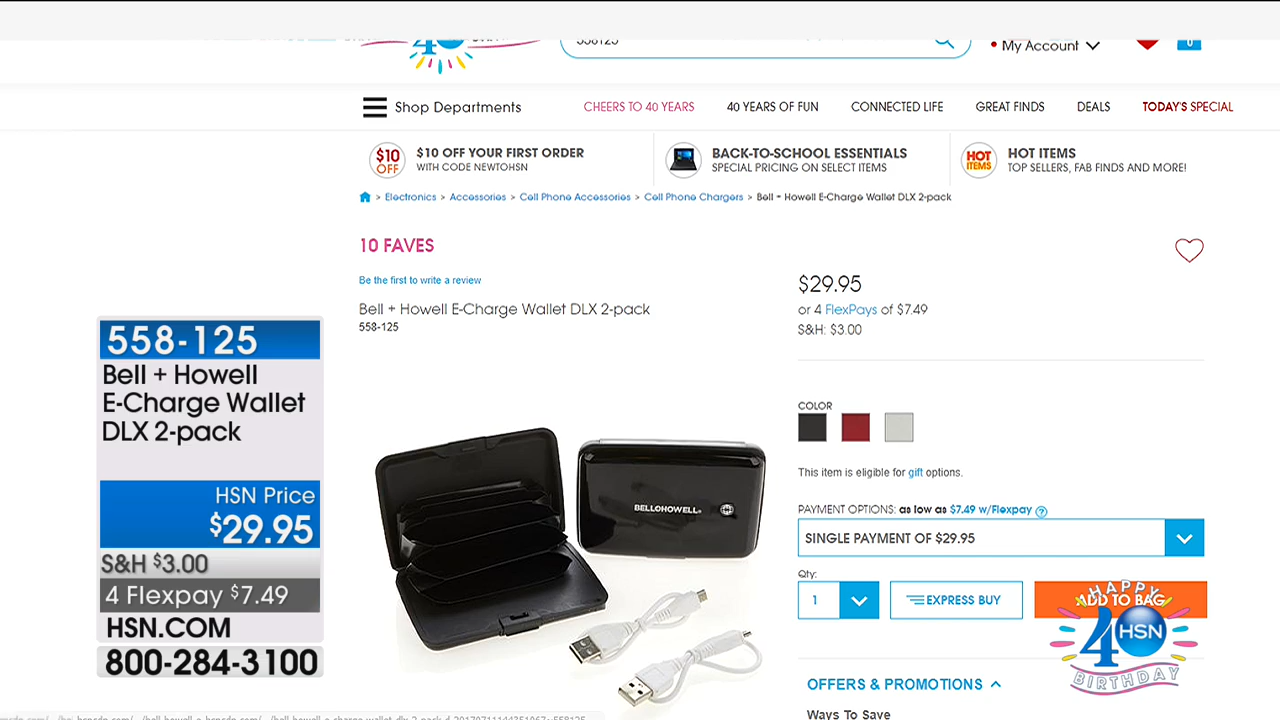 558125
My Account
0
Shop Departments
CHEERS TO 40 YEARS
40 YEARS OF FUN
CONNECTED LIFE
GREAT FINDS
DEALS
TODAY'S SPECIAL
$10 OFF
$10 OFF YOUR FIRST ORDER
WITH CODE NEWTOHSN
BACK-TO-SCHOOL ESSENTIALS
SPECIAL PRICING ON SELECT ITEMS
HOT ITEMS
HOT ITEMS
TOP SELLERS, FAB FINDS AND MORE!
> Electronics > Accessories > Cell Phone Accessories > Cell Phone Chargers > Bell + Howell E-Charge Wallet DLX 2-pack
10 FAVES
Be the first to write a review
Bell + Howell E-Charge Wallet DLX 2-pack
558-125
$29.95
or 4 FlexPays of $7.49
S&H: $3.00
COLOR
This item is eligible for gift options.
PAYMENT OPTIONS: as low as $7.49 w/Flexpay ?
SINGLE PAYMENT OF $29.95
Qty:
1
EXPRESS BUY
ADD TO BAG
OFFERS & PROMOTIONS
Ways To Save
BELL+HOWELL
558-125
Bell + Howell
E-Charge Wallet
DLX 2-pack
HSN Price
$29.95
S&H $3.00
4 Flexpay $7.49
HSN.COM
800-284-3100
HAPPY
40
HSN
BIRTHDAY